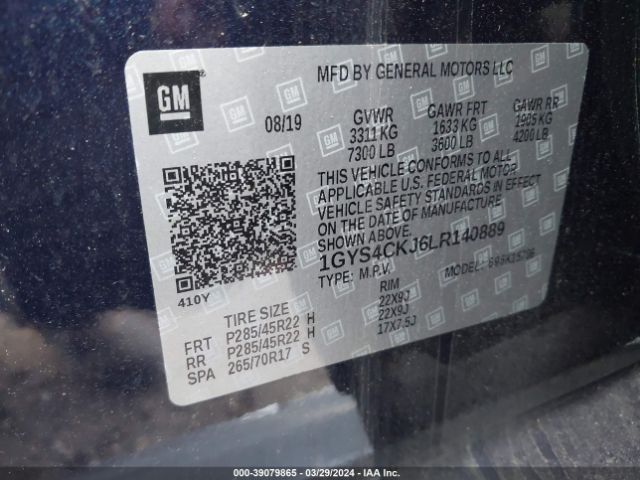 GM
MFD BY GENERAL MOTORS LLC
08/19
GVWR GAWR FRT GAWR RR
3311 KG 1633 KG 1905 KG
7300 LB 3600 LB 4200 LB
THIS VEHICLE CONFORMS TO ALL
APPLICABLE U.S. FEDERAL MOTOR
VEHICLE SAFETY STANDARDS IN EFFECT
ON THE DATE OF MANUFACTURE
SHOWN ABOVE.
1GYS4CKJ6LR140889
TYPE: M.P.V. MODEL:
410Y
TIRE SIZE RIM
FRT P285/45R22 H 22X9J
RR P285/45R22 H 22X9J
SPA 265/70R17 S 17X7.5J
000-39079865 | 03/29/2024 | IAA Inc.